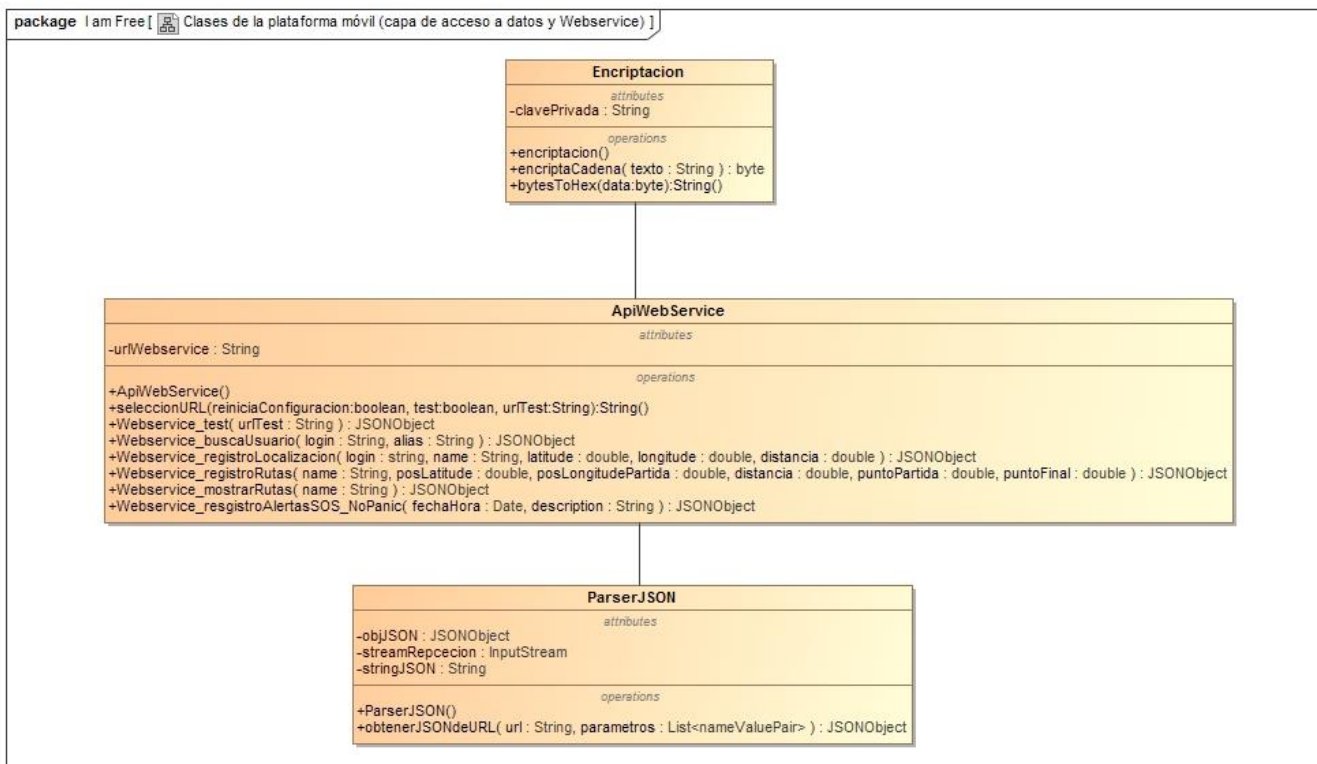 package I am Free [ Clases de la plataforma móvil (capa de acceso a datos y Webservice) ]
Encriptacion
attributes
-clavePrivada : String
operations
+encriptacion()
+encriptaCadena( texto : String ) : byte
+bytesToHex(data:byte):String()
ApiWebService
attributes
-urlWebservice : String
operations
+ApiWebService()
+seleccionURL(reiniciaConfiguracion:boolean, test:boolean, urlTest:String):String()
+Webservice_test( urlTest : String ) : JSONObject
+Webservice_buscaUsuario( login : String, alias : String ) : JSONObject
+Webservice_registroLocalizacion( login : string, name : String, latitude : double, longitude : double, distancia : double ) : JSONObject
+Webservice_registroRutas( name : String, posLatitude : double, posLongitudePartida : double, distancia : double, puntoPartida : double, puntoFinal : double ) : JSONObject
+Webservice_mostrarRutas( name : String ) : JSONObject
+Webservice_resgistroAlertasSOS_NoPanic( fechaHora : Date, description : String ) : JSONObject
ParserJSON
attributes
-objJSON : JSONObject
-streamRepcecion : InputStream
-stringJSON : String
operations
+ParserJSON()
+obtenerJSONdeURL( url : String, parametros : List<nameValuePair> ) : JSONObject